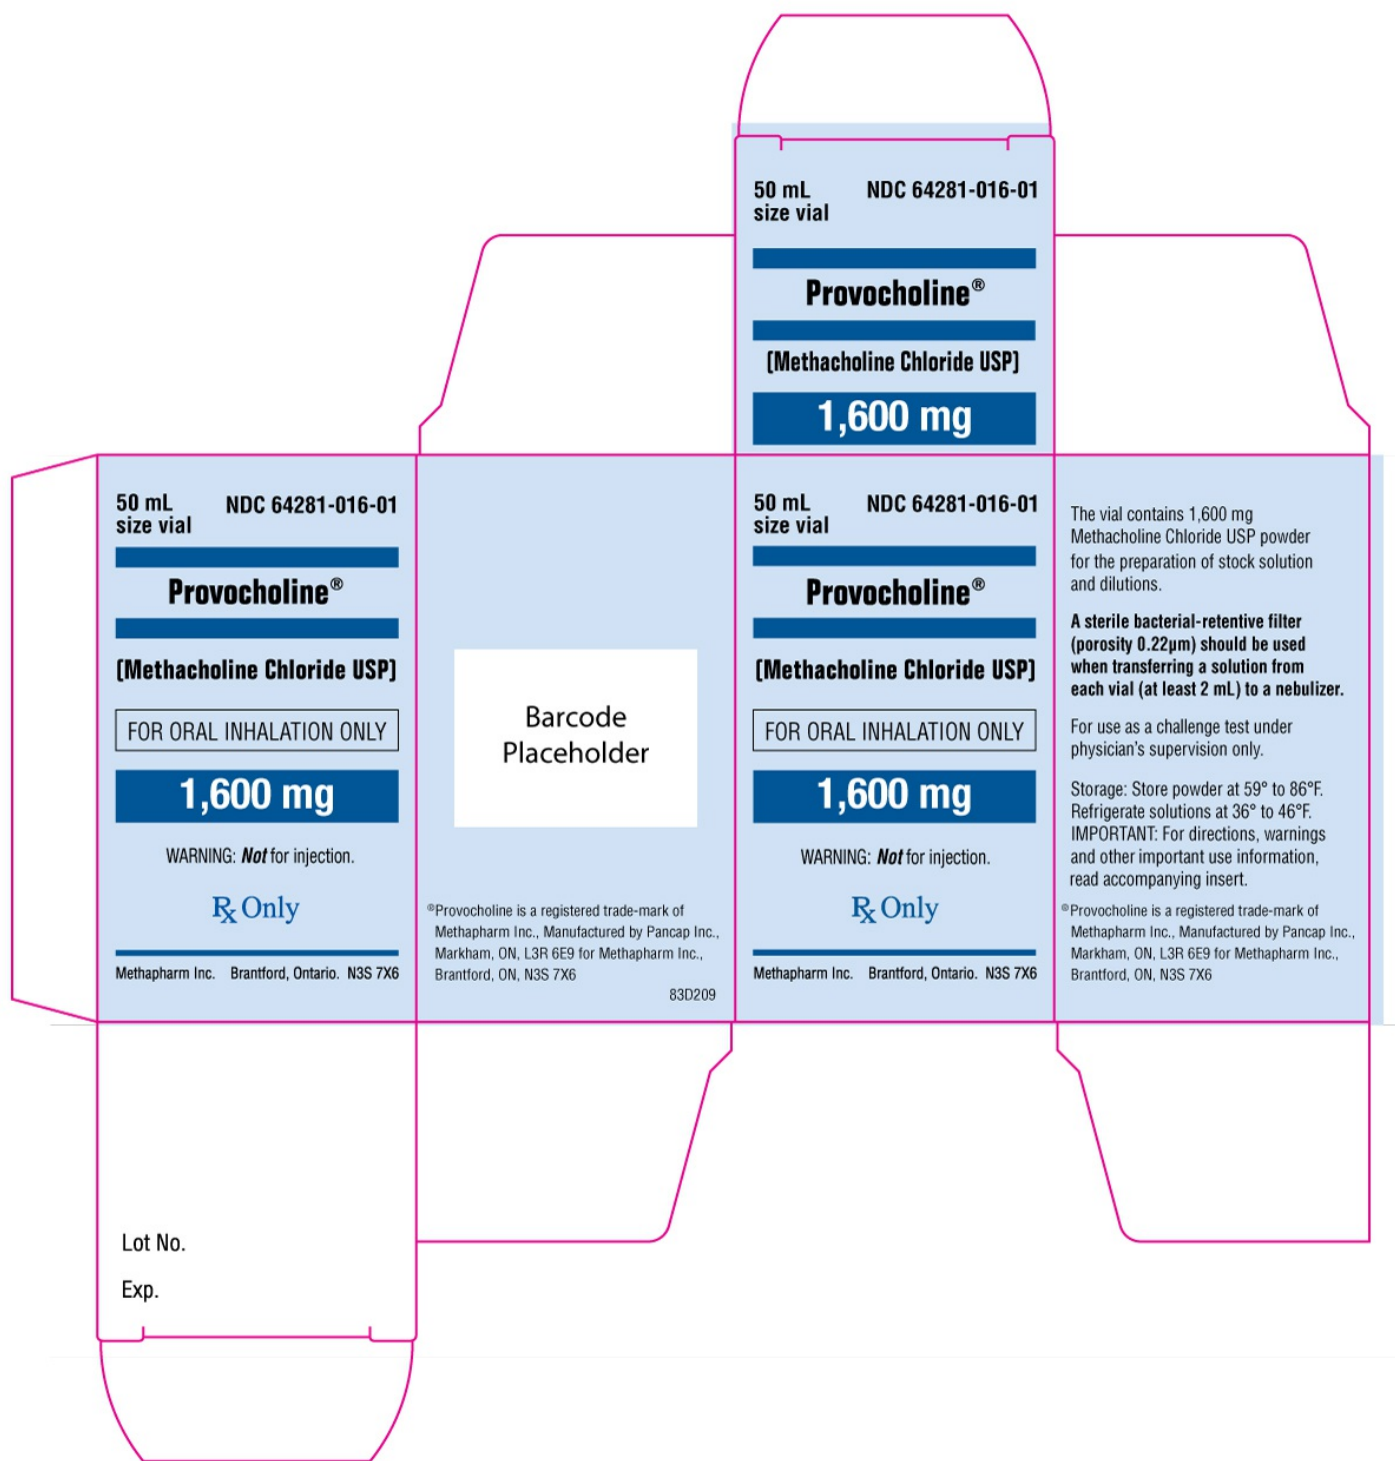 50 mL NDC 64281-016-01
size vial
Provocholine®
(Methacholine Chloride USP)
1,600 mg
50 mL NDC 64281-016-01
size vial
Provocholine®
(Methacholine Chloride USP)
FOR ORAL INHALATION ONLY
1,600 mg
WARNING: Not for injection.
Rx Only
Methapharm Inc. Brantford, Ontario. N3S 7X6
Barcode
Placeholder
®Provocholine is a registered trade-mark of
Methapharm Inc., Manufactured by Pancap Inc.,
Markham, ON, L3R 6E9 for Methapharm Inc.,
Brantford, ON, N3S 7X6
83D209
50 mL NDC 64281-016-01
size vial
Provocholine®
(Methacholine Chloride USP)
FOR ORAL INHALATION ONLY
1,600 mg
WARNING: Not for injection.
Rx Only
Methapharm Inc. Brantford, Ontario. N3S 7X6
The vial contains 1,600 mg
Methacholine Chloride USP powder
for the preparation of stock solution
and dilutions.
A sterile bacterial-retentive filter
(porosity 0.22µm) should be used
when transferring a solution from
each vial (at least 2 mL) to a nebulizer.
For use as a challenge test under
physician’s supervision only.
Storage: Store powder at 59° to 86°F.
Refrigerate solutions at 36° to 46°F.
IMPORTANT: For directions, warnings
and other important use information,
read accompanying insert.
®Provocholine is a registered trade-mark of
Methapharm Inc., Manufactured by Pancap Inc.,
Markham, ON, L3R 6E9 for Methapharm Inc.,
Brantford, ON, N3S 7X6
Lot No.
Exp.